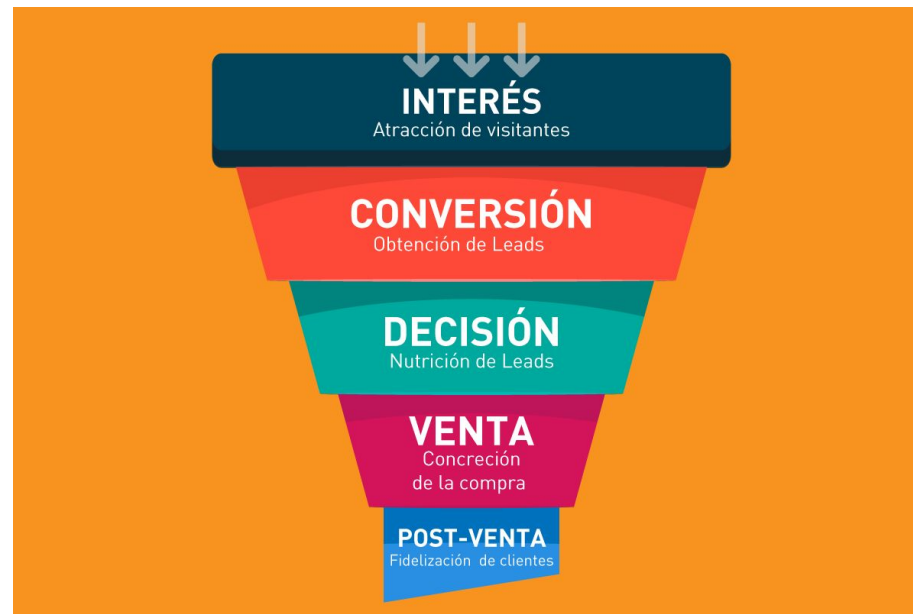 INTERÉS
Atracción de visitantes
CONVERSIÓN
Obtención de Leads
DECISIÓN
Nutrición de Leads
VENTA
Concreción
de la compra
POST-VENTA
Fidelización de clientes